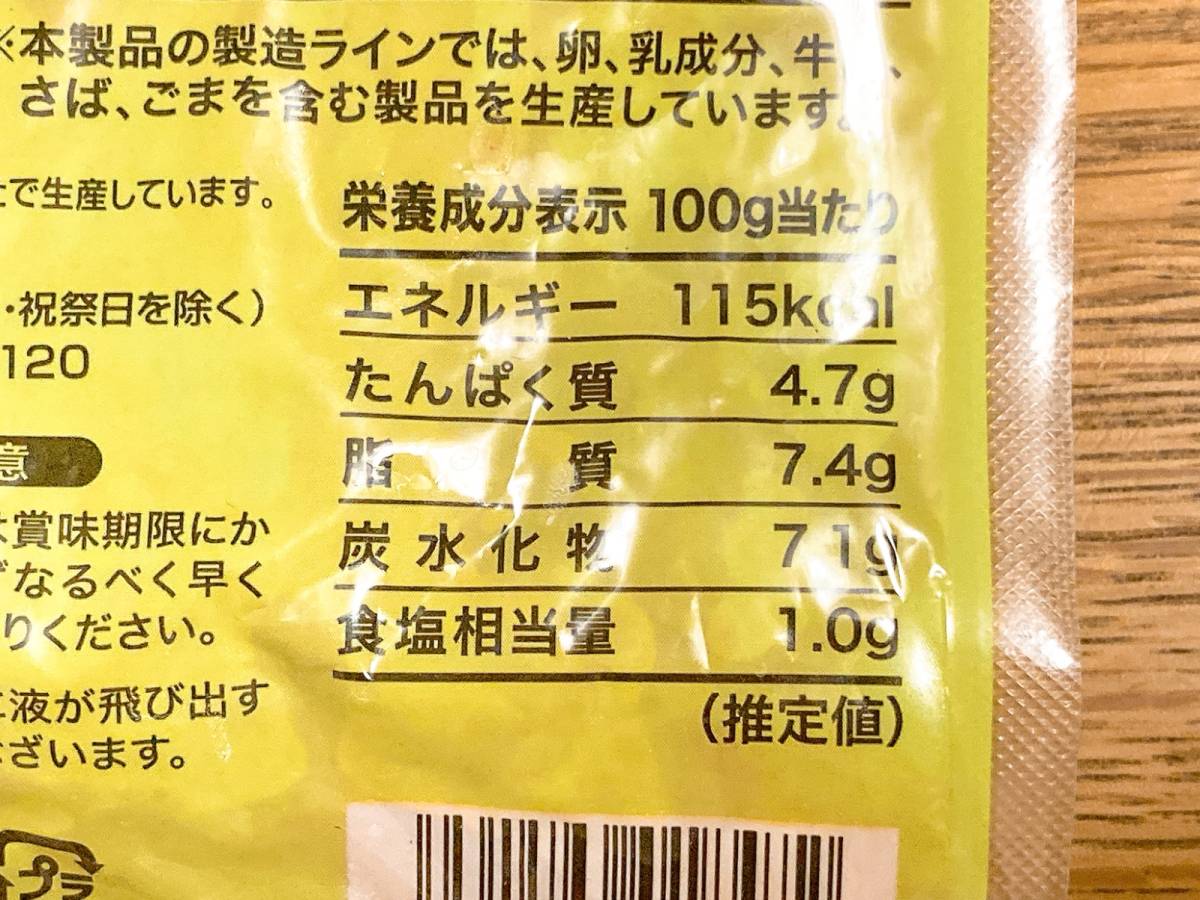 ※本製品の製造ラインでは、卵、乳成分、牛
さば、ごまを含む製品を生産しています。
で生産しています。
・祝祭日を除く）
120
意
賞味期限にか
なるべく早く
りください。
液が飛び出す
ざいます。
プラ
栄養成分表示 100g当たり
エネルギー 115kcal
たんぱく質 4.7g
脂質 7.4g
炭水化物 7.1g
食塩相当量 1.0g
（推定値）